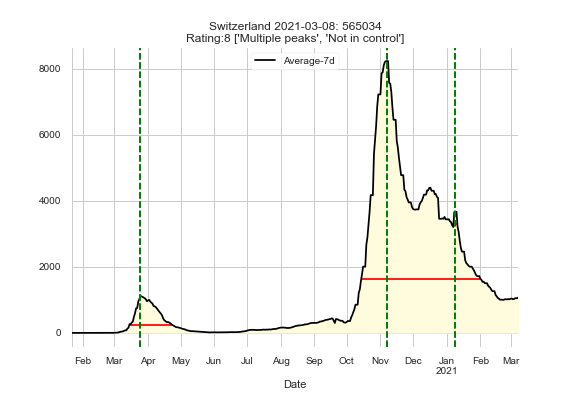 Switzerland 2021-03-08: 565034
Rating:8 ['Multiple peaks', 'Not in control']
Average-7d
8000
6000
4000
2000
0
Feb Mar Apr May Jun Jul Aug Sep Oct Nov Dec Jan Feb Mar
2021
Date